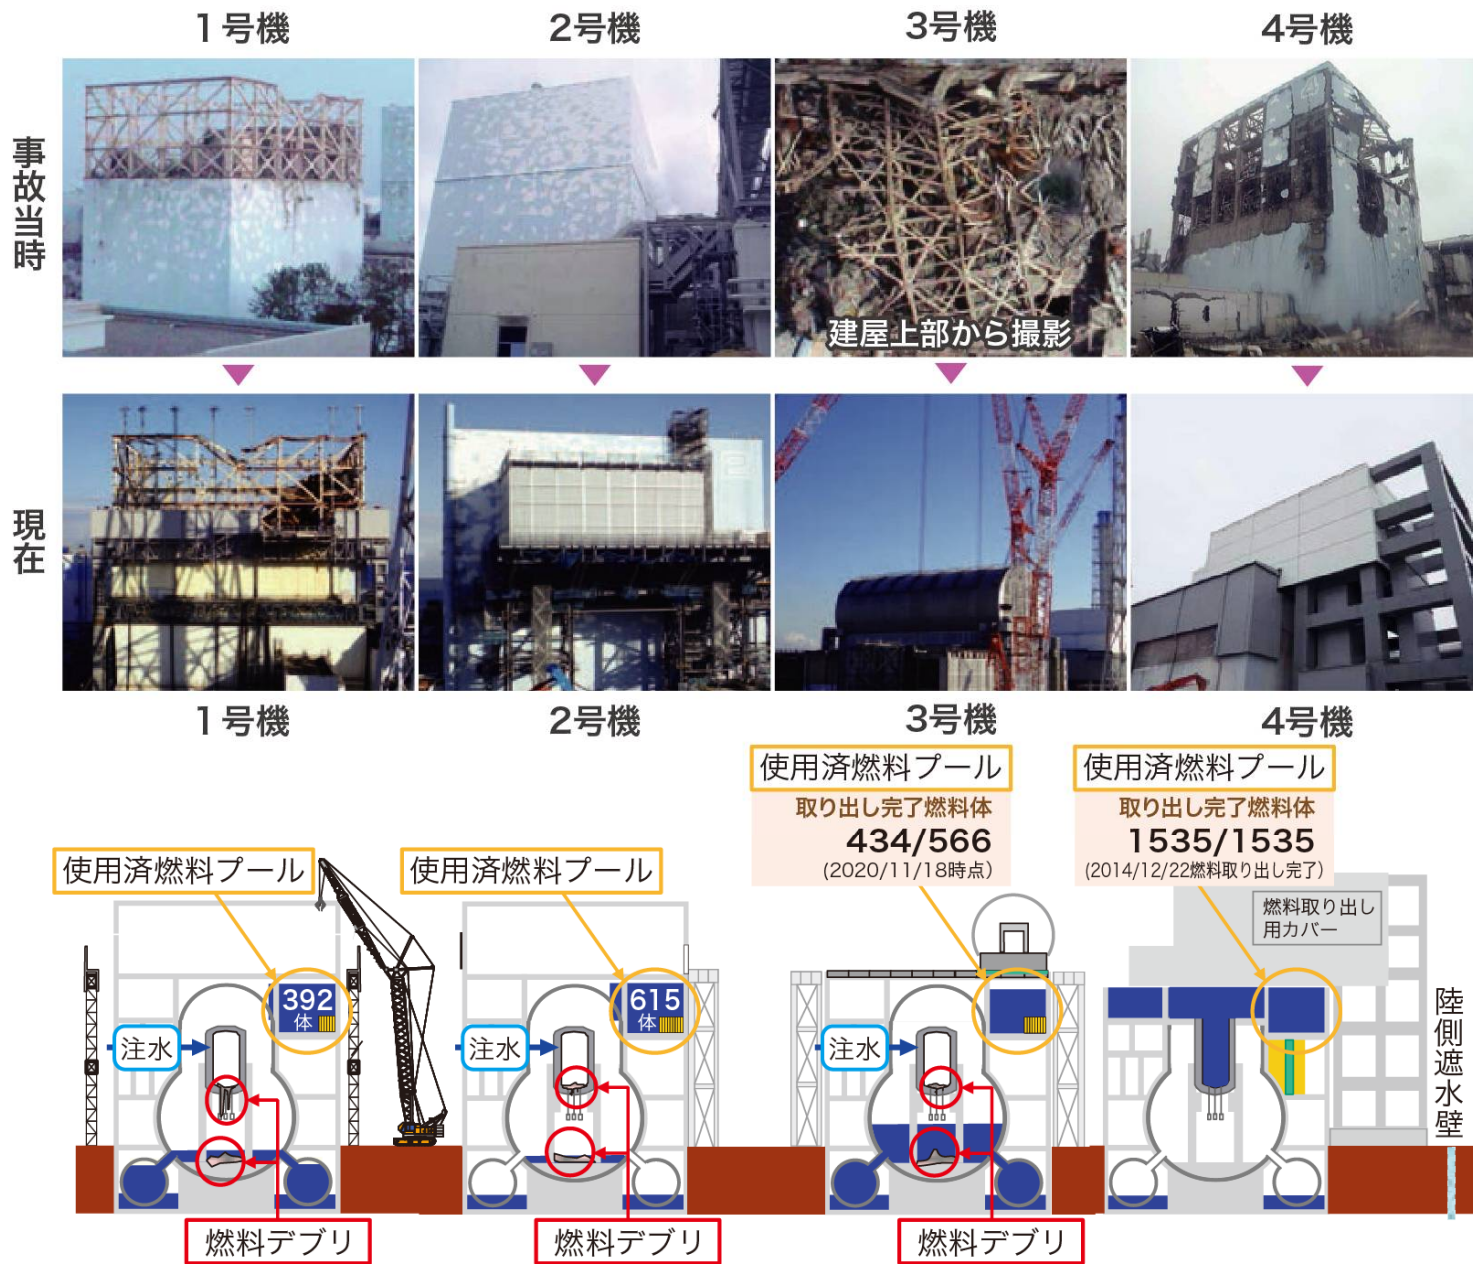 1号機
2号機
3号機
4号機
事故当時
建屋上部から撮影
現在
1号機
2号機
3号機
4号機
使用済燃料プール
使用済燃料プール
取り出し完了燃料体
取り出し完了燃料体
434/566
1535/1535
(2020/11/18時点)
(2014/12/22燃料取り出し完了)
使用済燃料プール
使用済燃料プール
燃料取り出し
用カバー
392
体
615
体
注水
注水
注水
陸側遮水壁
燃料デブリ
燃料デブリ
燃料デブリ